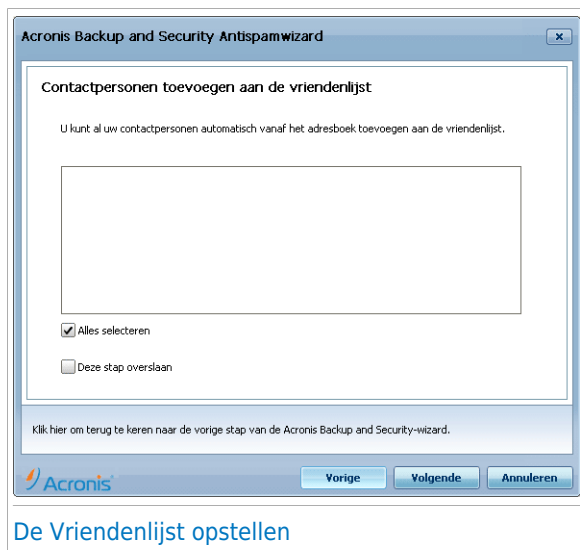 Acronis Backup and Security Antispamwizard
Contactpersonen toevoegen aan de vriendenlijst
U kunt al uw contactpersonen automatisch vanaf het adresboek toevoegen aan de vriendenlijst.
Alles selecteren
Deze stap overslaan
Klik hier om terug te keren naar de vorige stap van de Acronis Backup and Security-wizard.
Acronis
Vorige Volgende Annuleren
De Vriendenlijst opstellen